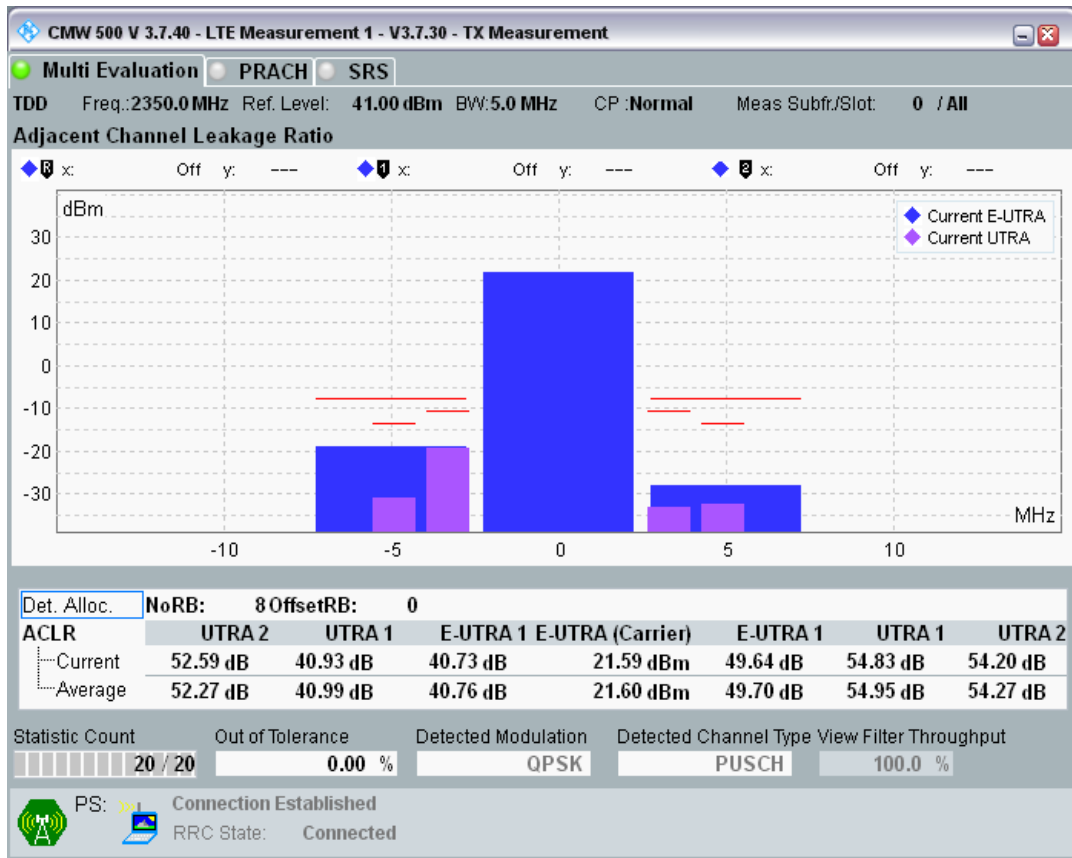 CMW 500 V 3.7.40 - LTE Measurement 1 - V3.7.30 - TX Measurement
Multi Evaluation PRACH SRS
TDD Freq.:2350.0 MHz Ref. Level: 41.00 dBm BW:5.0 MHz CP :Normal Meas Subfr./Slot: 0 / All
Adjacent Channel Leakage Ratio
R x: Off y: --- 1 x: Off y: --- 2 x: Off y: ---
dBm
Current E-UTRA
Current UTRA
30
20
10
0
-10
-20
-30
MHz
-10 -5 0 5 10
Det. Alloc. NoRB: 8 OffsetRB: 0
ACLR UTRA 2 UTRA 1 E-UTRA 1 E-UTRA (Carrier) E-UTRA 1 UTRA 1 UTRA 2
Current 52.59 dB 40.93 dB 40.73 dB 21.59 dBm 49.64 dB 54.83 dB 54.20 dB
Average 52.27 dB 40.99 dB 40.76 dB 21.60 dBm 49.70 dB 54.95 dB 54.27 dB
Statistic Count Out of Tolerance Detected Modulation Detected Channel Type View Filter Throughput
20 / 20 0.00 % QPSK PUSCH 100.0 %
PS: Connection Established
RRC State: Connected